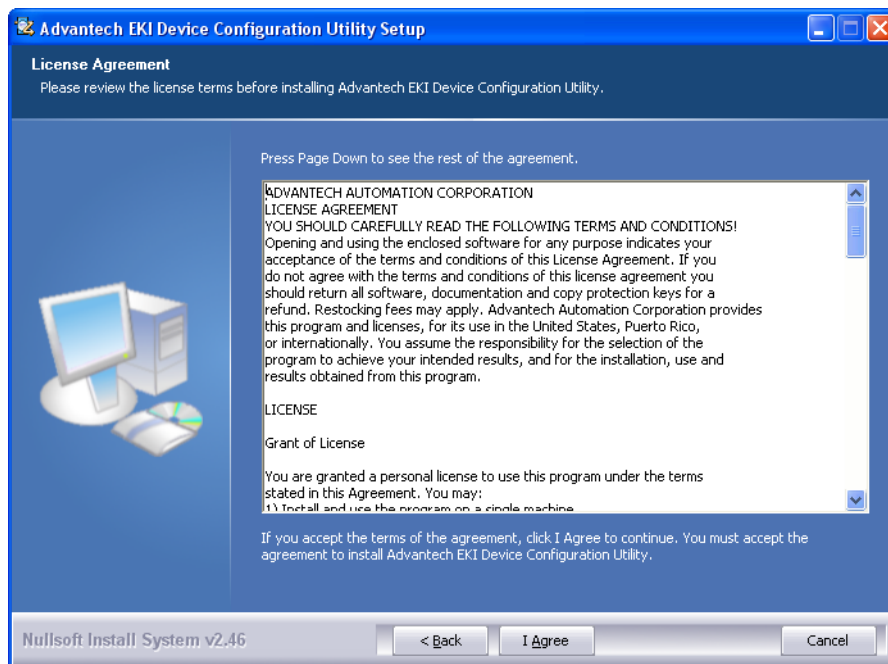 Advantech EKI Device Configuration Utility Setup
License Agreement
Please review the license terms before installing Advantech EKI Device Configuration Utility.
Press Page Down to see the rest of the agreement.
ADVANTECH AUTOMATION CORPORATION
LICENSE AGREEMENT
YOU SHOULD CAREFULLY READ THE FOLLOWING TERMS AND CONDITIONS!
Opening and using the enclosed software for any purpose indicates your
acceptance of the terms and conditions of this License Agreement. If you
do not agree with the terms and conditions of this license agreement you
should return all software, documentation and copy protection keys for a
refund. Restocking fees may apply. Advantech Automation Corporation provides
this program and licenses, for its use in the United States, Puerto Rico,
or internationally. You assume the responsibility for the selection of the
program to achieve your intended results, and for the installation, use and
results obtained from this program.
LICENSE
Grant of License
You are granted a personal license to use this program under the terms
stated in this Agreement. You may:
1) Install and use the program on a single machine
If you accept the terms of the agreement, click I Agree to continue. You must accept the
agreement to install Advantech EKI Device Configuration Utility.
Nullsoft Install System v2.46
< Back
I Agree
Cancel